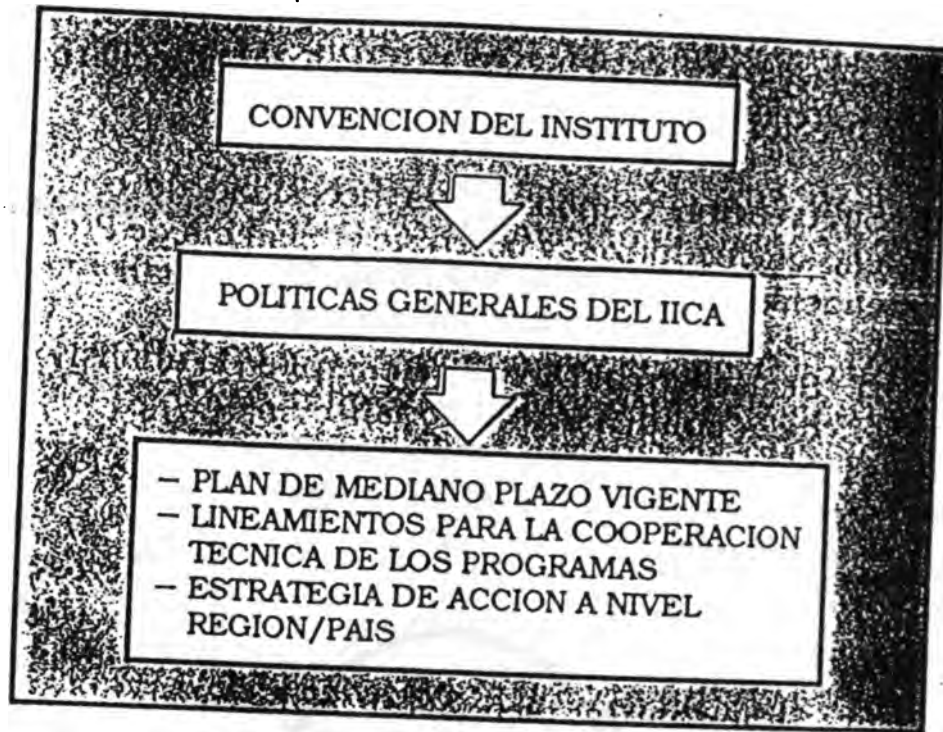 CONVENCION DEL INSTITUTO
POLITICAS GENERALES DEL IICA
– PLAN DE MEDIANO PLAZO VIGENTE
– LINEAMIENTOS PARA LA COOPERACION
TECNICA DE LOS PROGRAMAS
– ESTRATEGIA DE ACCION A NIVEL
REGION/PAIS